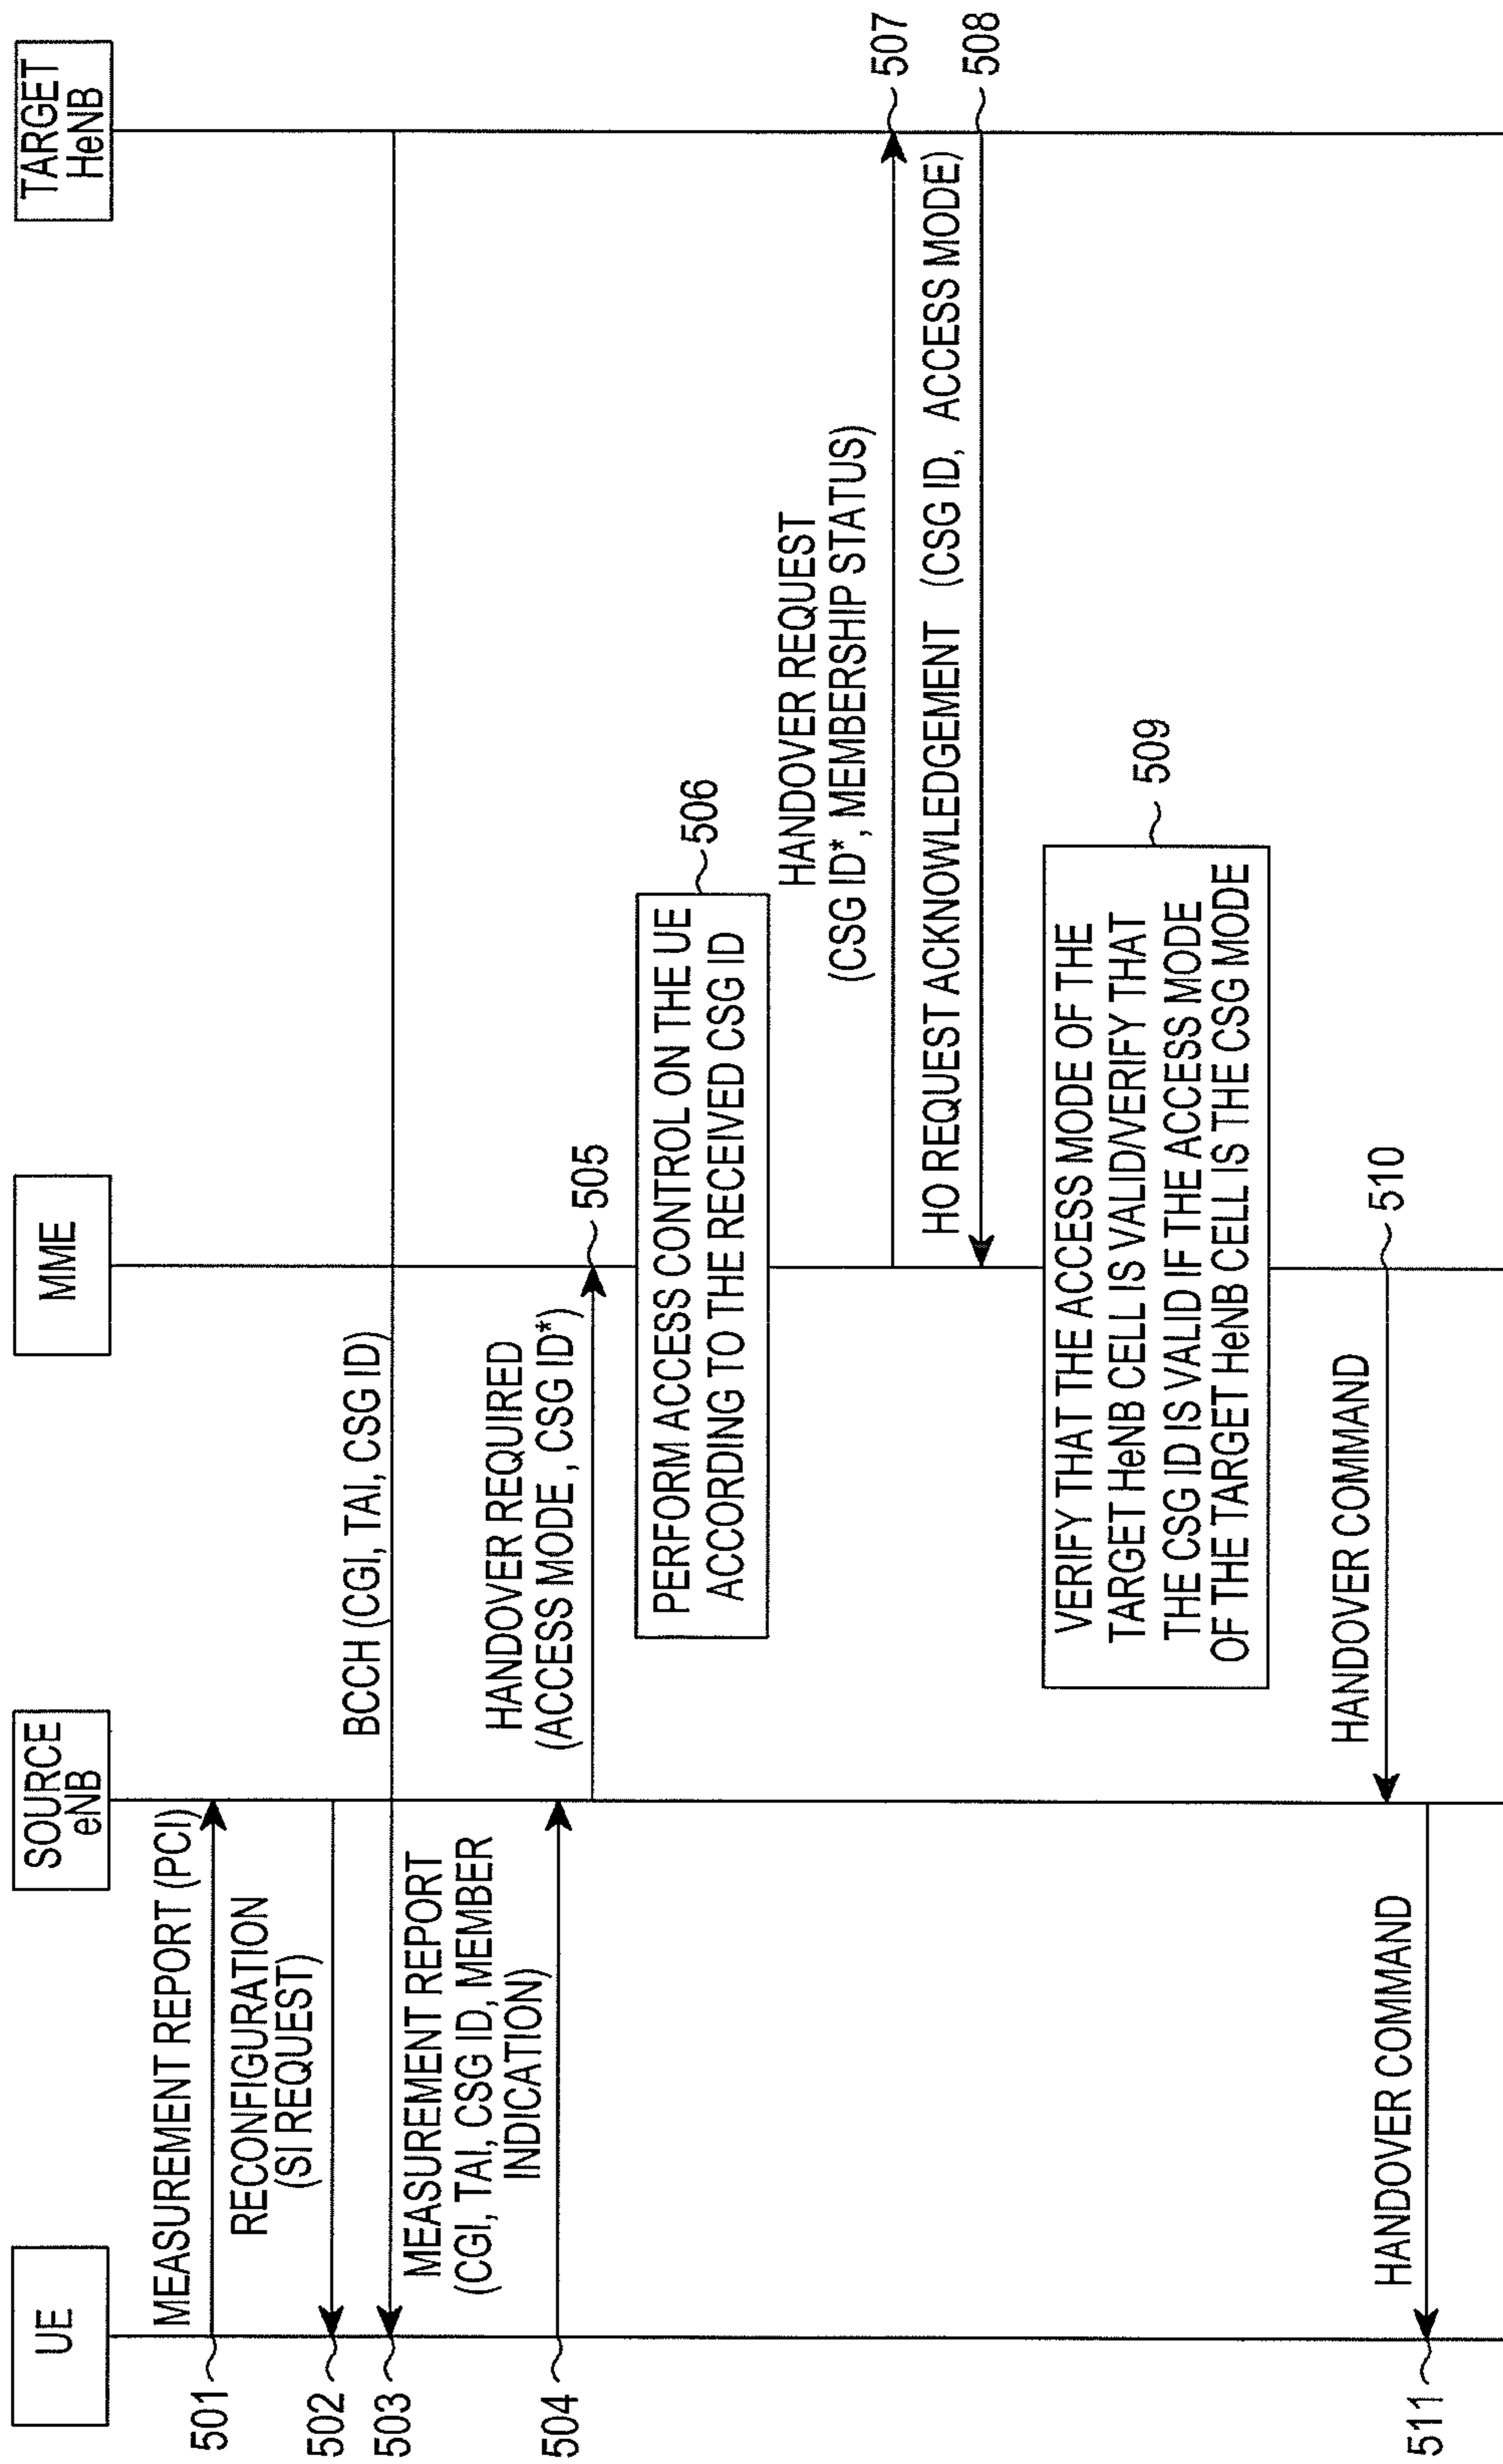 UE
SOURCE
eNB
MME
TARGET
HeNB
MEASUREMENT REPORT (PCI)
501
RECONFIGURATION
(SI REQUEST)
502
BCCH (CGI, TAI, CSG ID)
503
MEASUREMENT REPORT
(CGI, TAI, CSG ID, MEMBER
INDICATION)
504
HANDOVER REQUIRED
(ACCESS MODE , CSG ID*)
505
PERFORM ACCESS CONTROL ON THE UE
ACCORDING TO THE RECEIVED CSG ID
506
HANDOVER REQUEST
(CSG ID*, MEMBERSHIP STATUS)
507
HO REQUEST ACKNOWLEDGEMENT (CSG ID, ACCESS MODE)
508
VERIFY THAT THE ACCESS MODE OF THE
TARGET HeNB CELL IS VALID/VERIFY THAT
THE CSG ID IS VALID IF THE ACCESS MODE
OF THE TARGET HeNB CELL IS THE CSG MODE
509
HANDOVER COMMAND
510
HANDOVER COMMAND
511